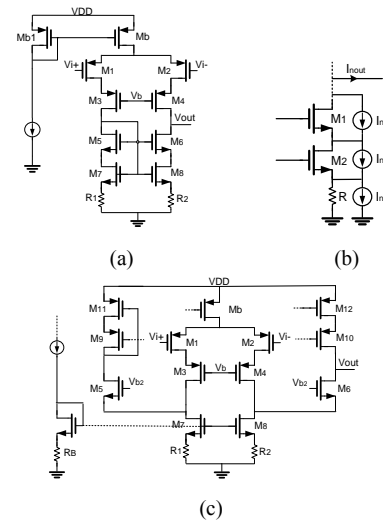 VDD
Mb1
Mb
Vi+
Vi-
M1
M2
M3
Vb
M4
Vout
M5
M6
M7
M8
R1
R2
(a)
Inout
M1
In
M2
In
R
In
(b)
VDD
M11
Mb
M12
Vi+
Vi-
M9
M1
M2
M10
Vout
M5
Vb2
M3
Vb
M4
Vb2
M6
M7
M8
RB
R1
R2
(c)